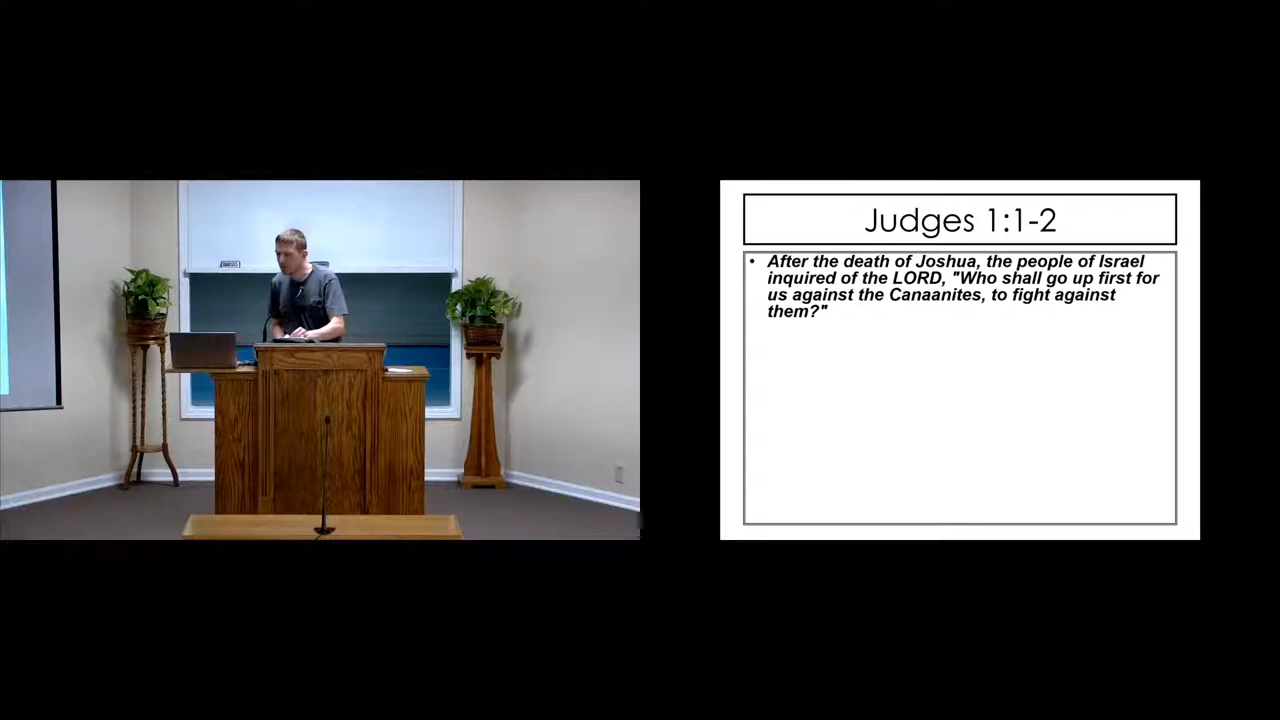 Judges 1:1-2
• After the death of Joshua, the people of Israel
inquired of the LORD, "Who shall go up first for
us against the Canaanites, to fight against
them?"